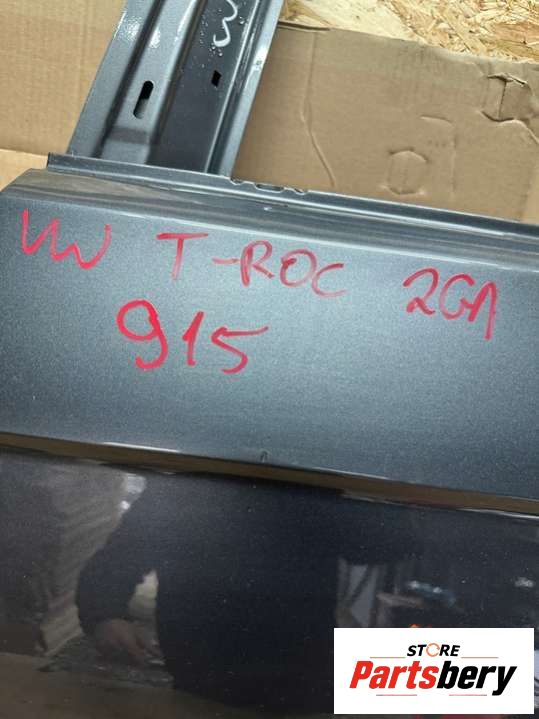 VW T-ROC 2GA
915
STORE
Partsbery